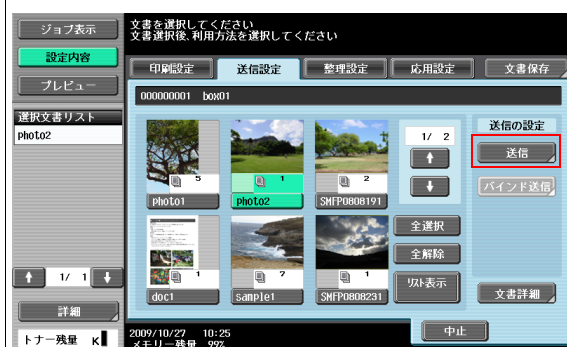 ジョブ表示
設定内容
プレビュー
選択文書リスト
photo2
1/ 1
詳細
トナー残量 K
文書を選択してください
文書選択後、利用方法を選択してください
印刷設定 送信設定 整理設定 応用設定 文書保存
000000001 box01
5
photo1
1
photo2
2
SMFP0808191
1
doc1
7
sample1
1
SMFP0808231
1/ 2
全選択
全解除
リスト表示
送信の設定
送信
バインド送信
文書詳細
2009/10/27 10:25
メモリー残量 99%
中止